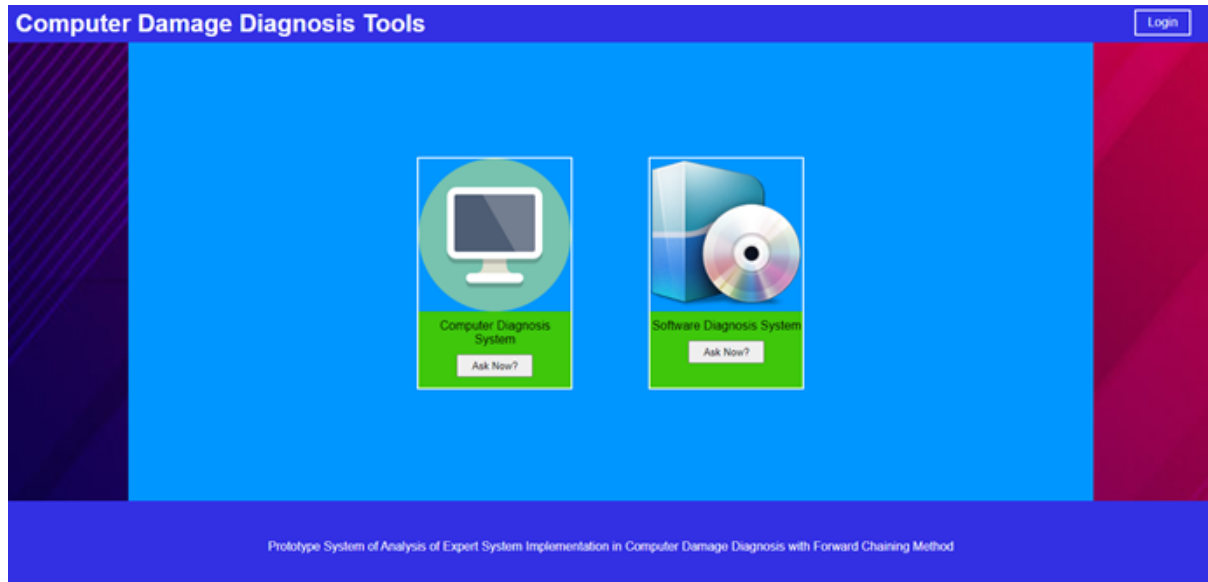 Computer Damage Diagnosis Tools
Login
Computer Diagnosis
System
Ask Now?
Software Diagnosis System
Ask Now?
Prototype System of Analysis of Expert System Implementation in Computer Damage Diagnosis with Forward Chaining Method